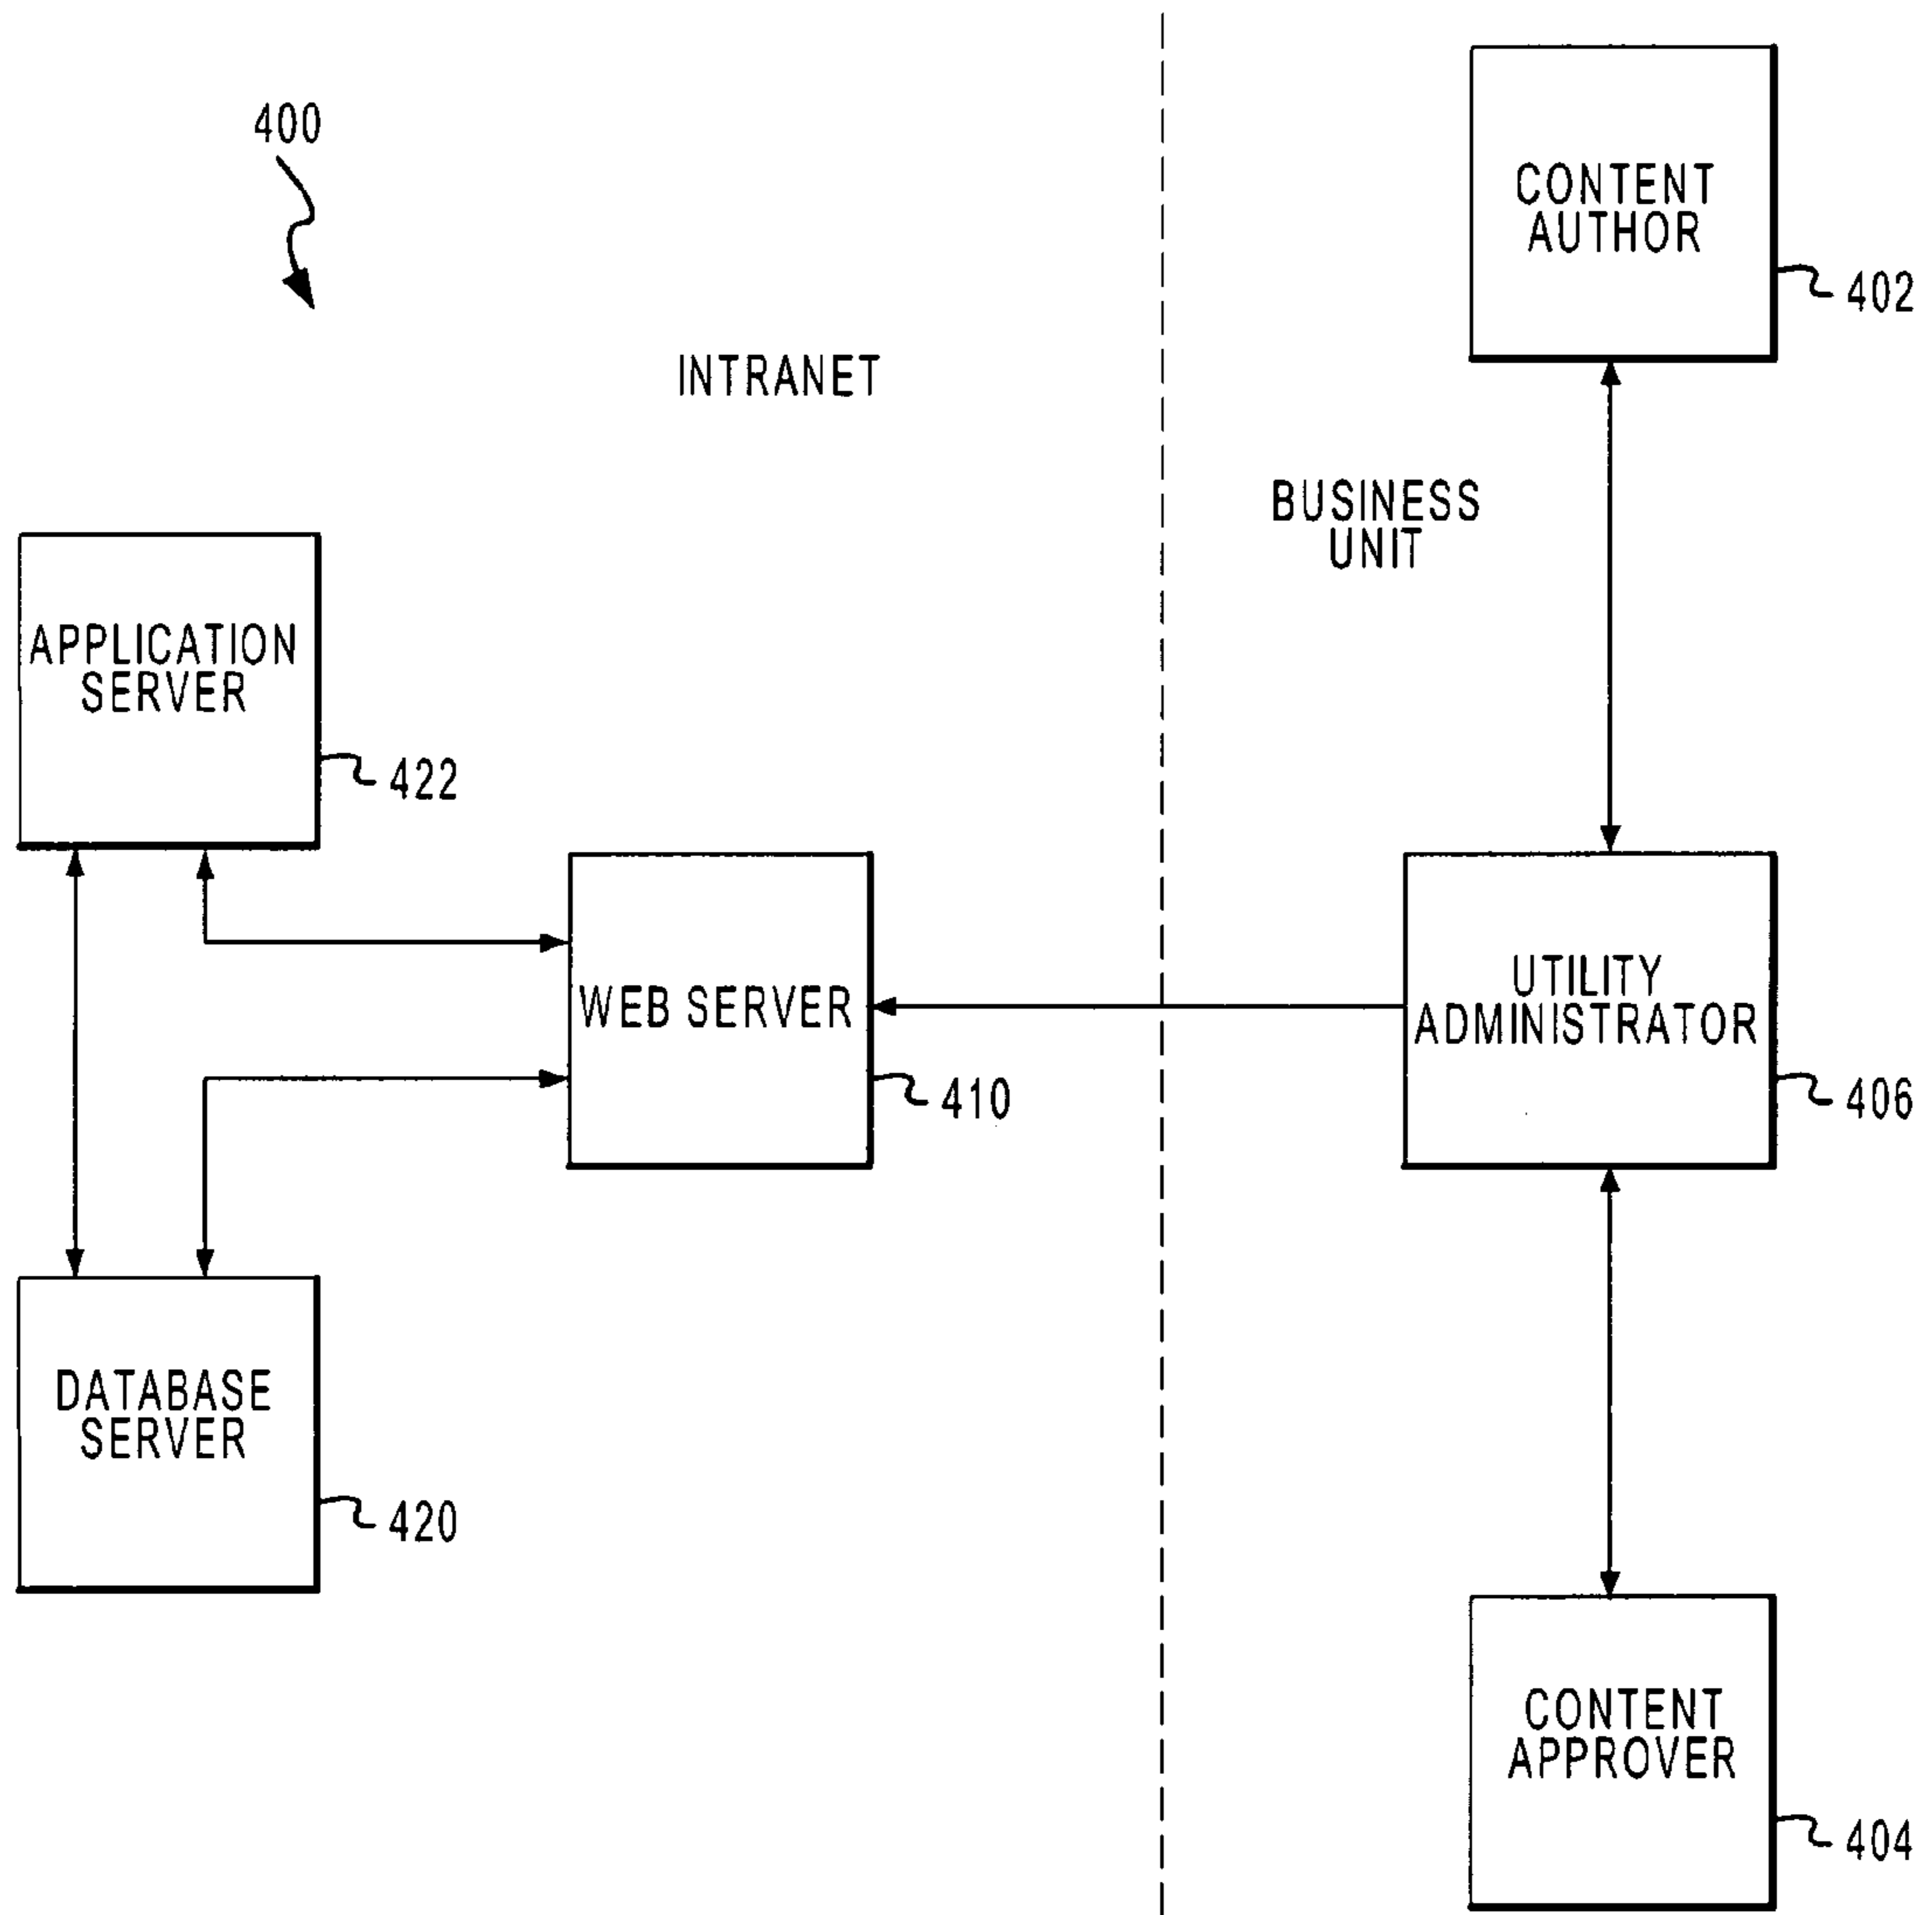 400
CONTENT
AUTHOR
402
INTRANET
BUSINESS
UNIT
APPLICATION
SERVER
422
WEB SERVER
410
UTILITY
ADMINISTRATOR
406
DATABASE
SERVER
420
CONTENT
APPROVER
404